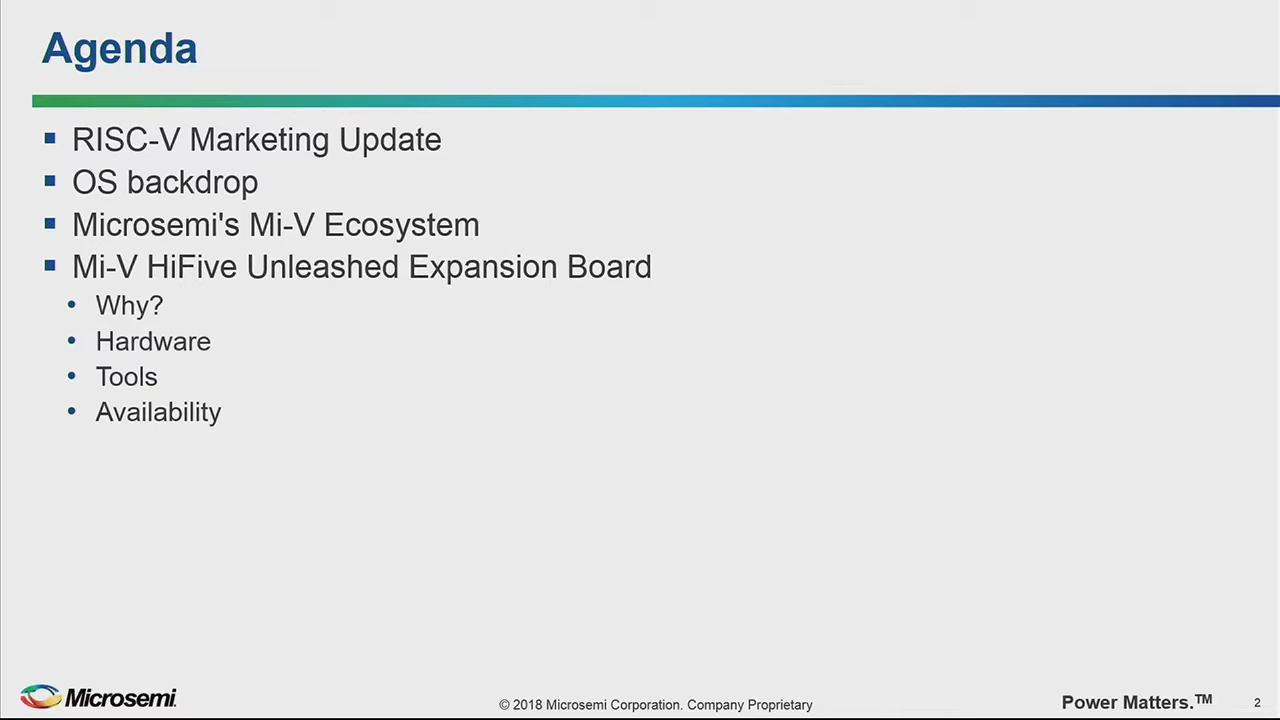 Agenda
▪ RISC-V Marketing Update
▪ OS backdrop
▪ Microsemi's Mi-V Ecosystem
▪ Mi-V HiFive Unleashed Expansion Board
• Why?
• Hardware
• Tools
• Availability
Microsemi.
© 2018 Microsemi Corporation. Company Proprietary
Power Matters.™
2